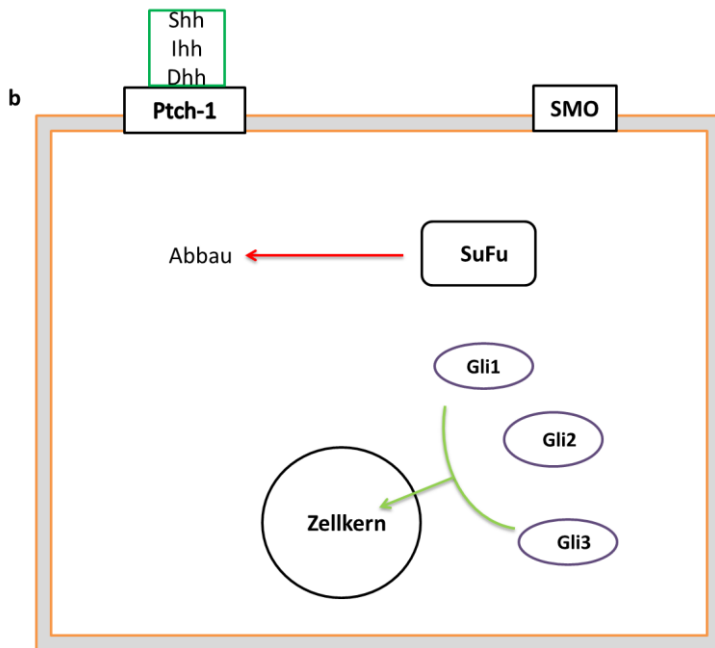 Shh
Ihh
Dhh
b
Ptch-1
SMO
Abbau
SuFu
Gli1
Gli2
Zellkern
Gli3